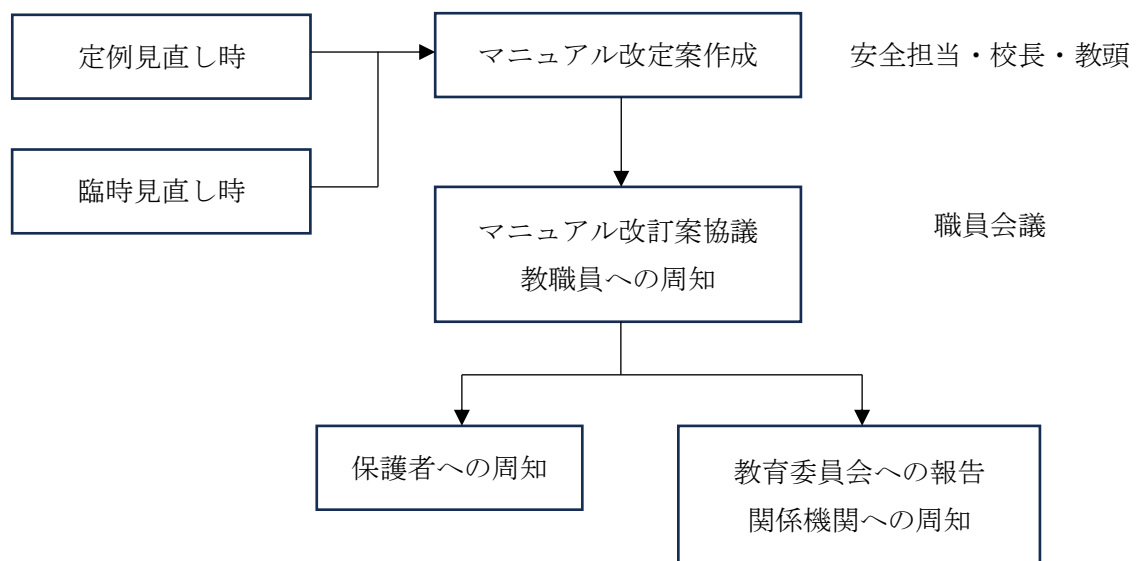 定例見直し時
マニュアル改定案作成
安全担当・校長・教頭
臨時見直し時
マニュアル改訂案協議
教職員への周知
職員会議
保護者への周知
教育委員会への報告
関係機関への周知